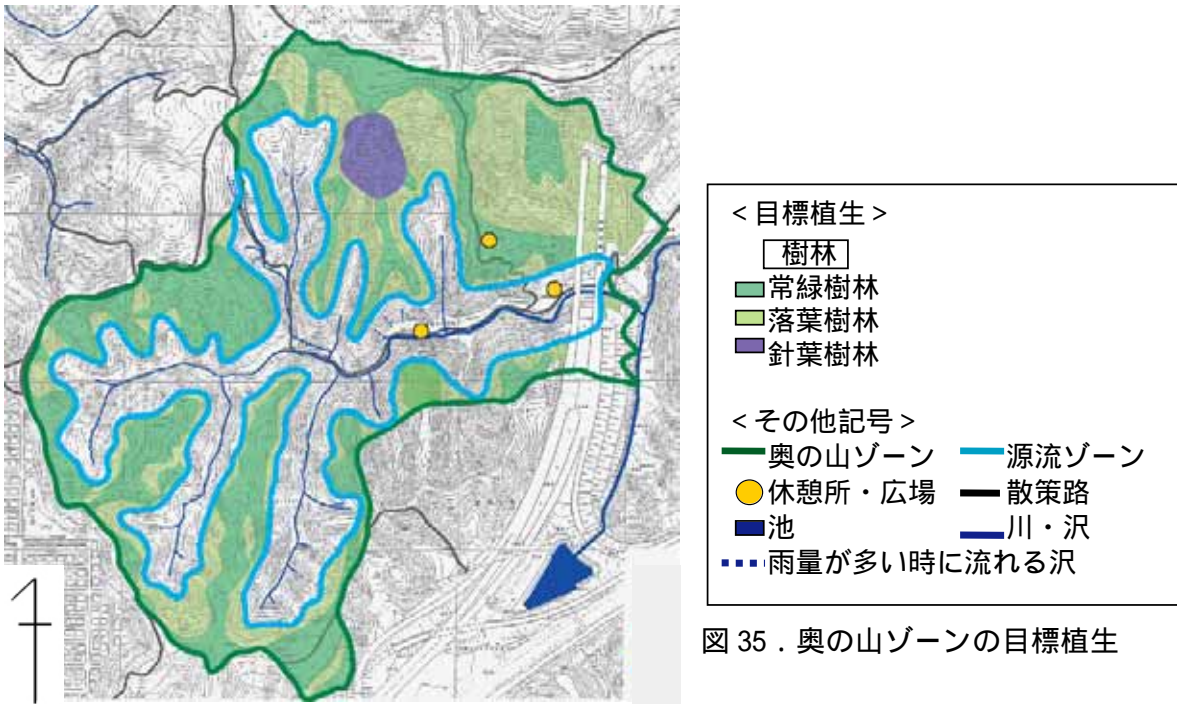 ＜目標植生＞
樹林
常緑樹林
落葉樹林
針葉樹林
＜その他記号＞
奥の山ゾーン 源流ゾーン
休憩所・広場 散策路
池 川・沢
雨量が多い時に流れる沢
図 35．奥の山ゾーンの目標植生